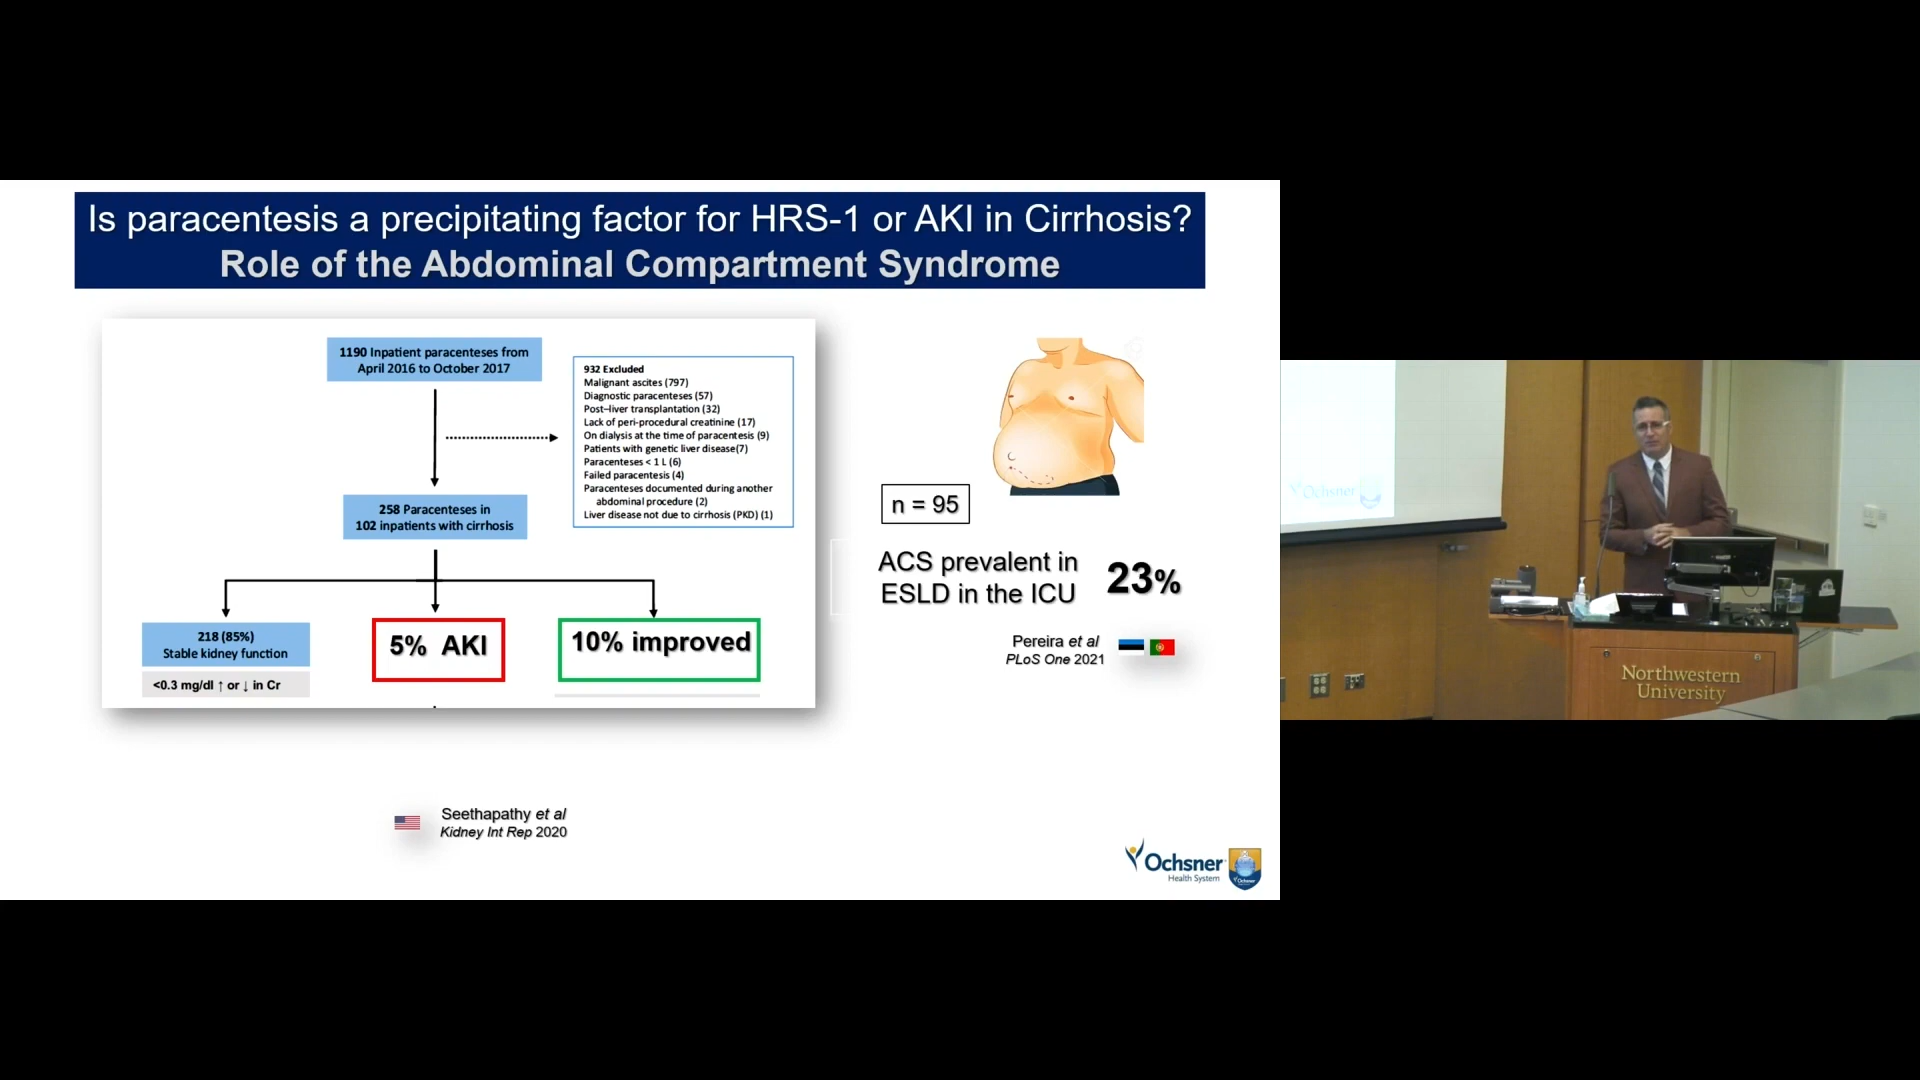 Is paracentesis a precipitating factor for HRS-1 or AKI in Cirrhosis?
Role of the Abdominal Compartment Syndrome
1190 Inpatient paracenteses from
April 2016 to October 2017
932 Excluded
Malignant ascites (797)
Diagnostic paracenteses (57)
Post–liver transplantation (32)
Lack of peri-procedural creatinine (17)
On dialysis at the time of paracentesis (9)
Patients with genetic liver disease(7)
Paracenteses < 1 L (6)
Failed paracentesis (4)
Paracenteses documented during another
abdominal procedure (2)
Liver disease not due to cirrhosis (PKD) (1)
258 Paracenteses in
102 inpatients with cirrhosis
218 (85%)
Stable kidney function
<0.3 mg/dl ↑ or ↓ in Cr
5% AKI
10% improved
n = 95
ACS prevalent in
ESLD in the ICU
23%
Pereira et al
PLoS One 2021
Seethapathy et al
Kidney Int Rep 2020
Ochsner
Health System
Ochsner
Northwestern
University